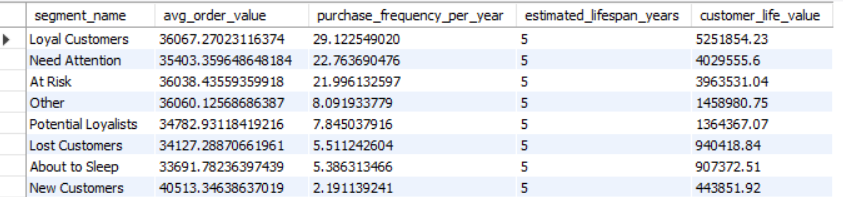 segment_name avg_order_value purchase_frequency_per_year estimated_lifespan_years customer_life_value
Loyal Customers 36067.27023116374 29.122549020 5 5251854.23
Need Attention 35403.359648648184 22.763690476 5 4029555.6
At Risk 36038.43559359918 21.996132597 5 3963531.04
Other 36060.12568686387 8.091933779 5 1458980.75
Potential Loyalists 34782.93118419216 7.845037916 5 1364367.07
Lost Customers 34127.28870661961 5.511242604 5 940418.84
About to Sleep 33691.78236397439 5.386313466 5 907372.51
New Customers 40513.34638637019 2.191139241 5 443851.92